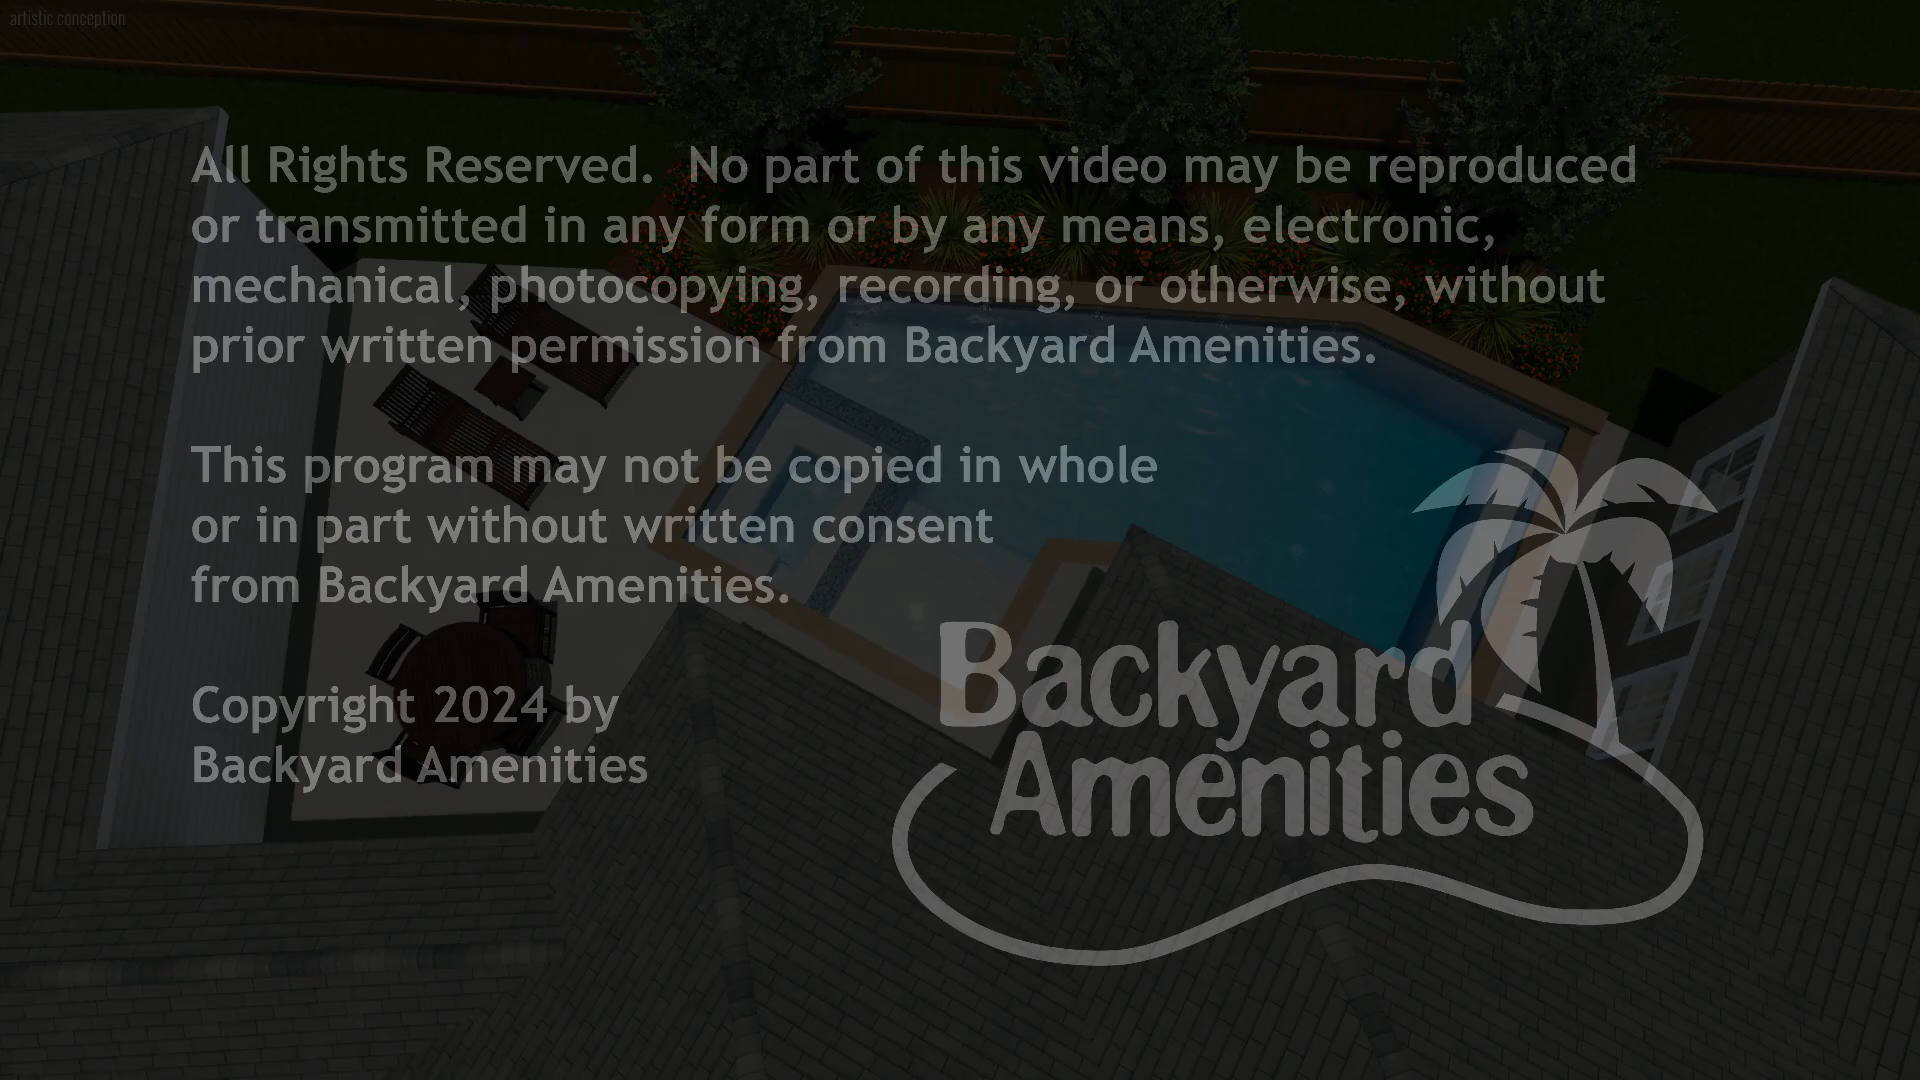 artistic conception
All Rights Reserved.  No part of this video may be reproduced
or transmitted in any form or by any means, electronic,
mechanical, photocopying, recording, or otherwise, without
prior written permission from Backyard Amenities.
This program may not be copied in whole
or in part without written consent
from Backyard Amenities.
Copyright 2024 by
Backyard Amenities
Backyard
Amenities